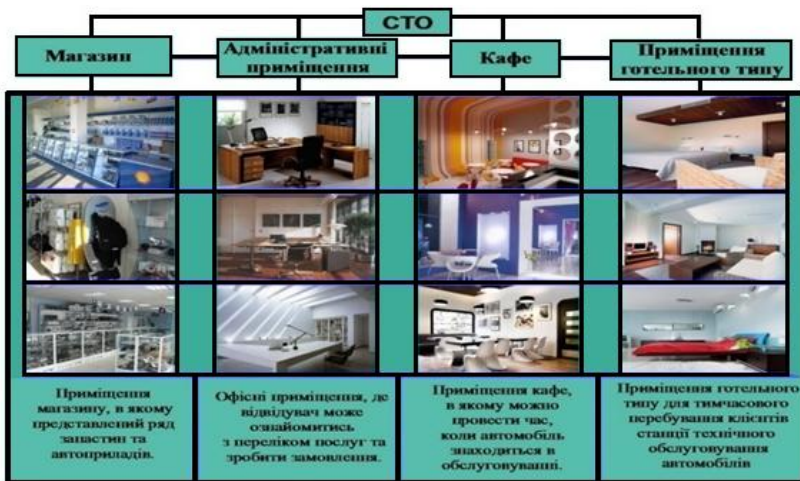 СТО
Магазин
Адміністративні
приміщення
Кафе
Приміщення
готельного типу
Приміщення
магазину, в якому
представлений ряд
запастин та
автоприладів.
Офісні приміщення, де
відвідувач може
ознайомитись
з переліком послуг та
зробити замовлення.
Приміщення кафе,
в якому можна
провести час,
коли автомобіль
знаходиться в
обслуговуванні.
Приміщення готельного
типу для тимчасового
перебування клієнтів
станції технічного
обслуговування
автомобілів